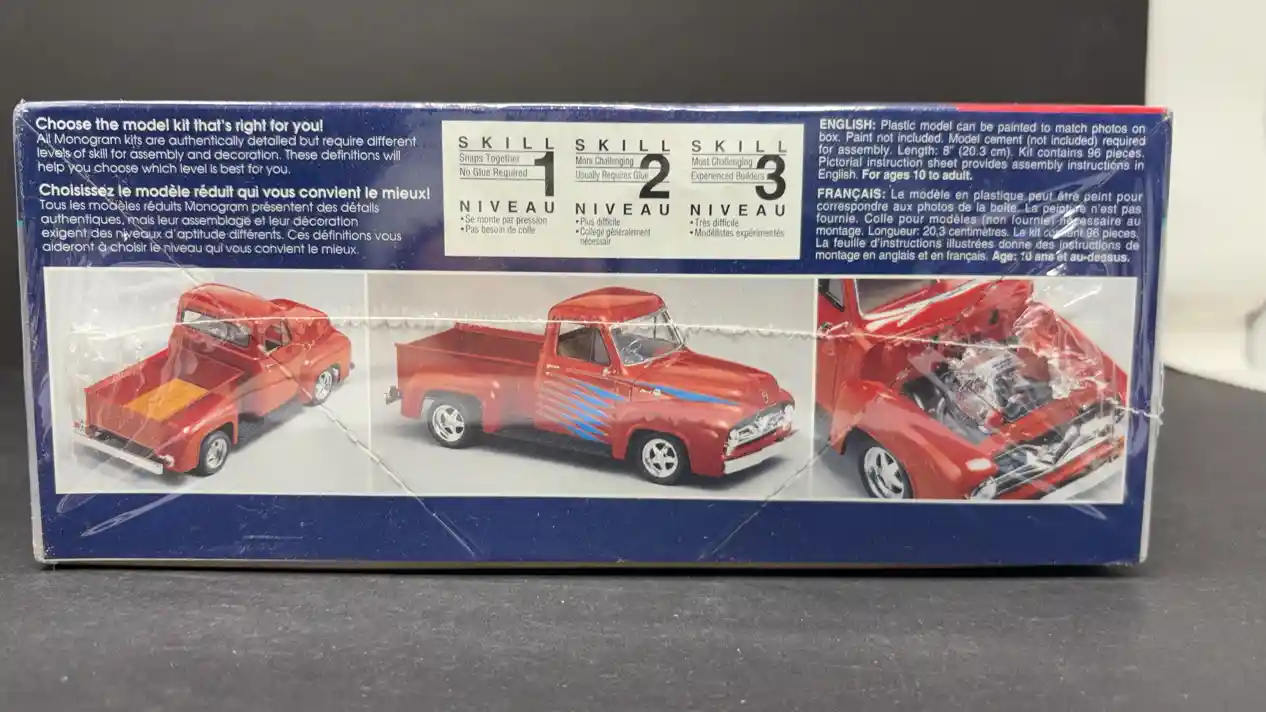 Choose the model kit that's right for you!
All Monogram kits are authentically detailed but require different
levels of skill for assembly and decoration. These definitions will
help you choose which level is best for you.
Choisissez le modèle réduit qui vous convient le mieux!
Tous les modèles réduits Monogram présentent des détails
authentiques, mais leur assemblage et leur décoration
exigent des niveaux d'aptitude différents. Ces définitions vous
aideront à choisir le niveau qui vous convient le mieux.
SKILL 1
Snaps Together
No Glue Required
NIVEAU
• Se monte par pression
• Pas besoin de colle
SKILL 2
More Challenging
Usually Requires Glue
NIVEAU
• Plus difficile
• Collage généralement
nécessair
SKILL 3
Most Challenging
Experienced Builders
NIVEAU
• Très difficile
• Modélistes expérimentés
ENGLISH: Plastic model can be painted to match photos on
box. Paint not included. Model cement (not included) required
for assembly. Length: 8" (20.3 cm). Kit contains 96 pieces.
Pictorial instruction sheet provides assembly instructions in
English. For ages 10 to adult.
FRANÇAIS: Le modèle en plastique peut être peint pour
correspondre aux photos de la boîte. La peinture n'est pas
fournie. Colle pour modèles (non fournie) nécessaire au
montage. Longueur: 20,3 centimètres. Le kit contient 96 pieces.
La feuille d'instructions illustrées donne des instructions de
montage en anglais et en français. Age: 10 ans et au-dessus.